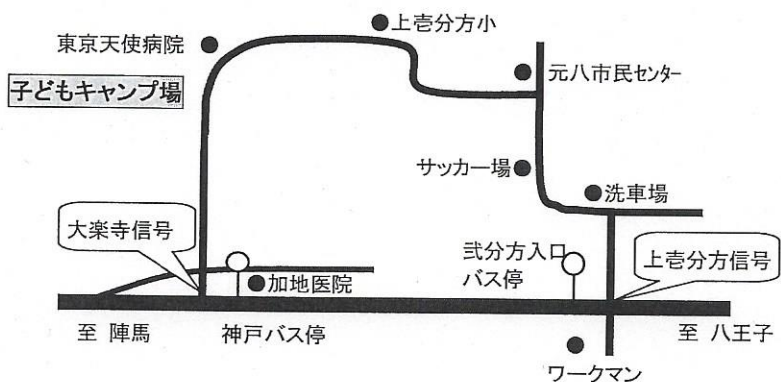 上壱分方小
東京天使病院
元八市民センター
子どもキャンプ場
サッカー場
洗車場
大楽寺信号
弐分方入口
バス停
上壱分方信号
加地医院
至 陣馬
神戸バス停
至 八王子
ワークマン